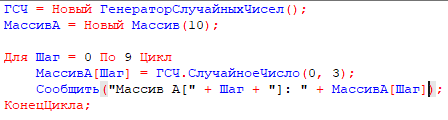 ГСЧ = Новый ГенераторСлучайныхЧисел();
МассивА = Новый Массив(10);
Для Шаг = 0 По 9 Цикл
МассивА[Шаг] = ГСЧ.СлучайноеЧисло(0, 3);
Сообщить("Массив А[" + Шаг + "]: " + МассивА[Шаг]);
КонецЦикла;